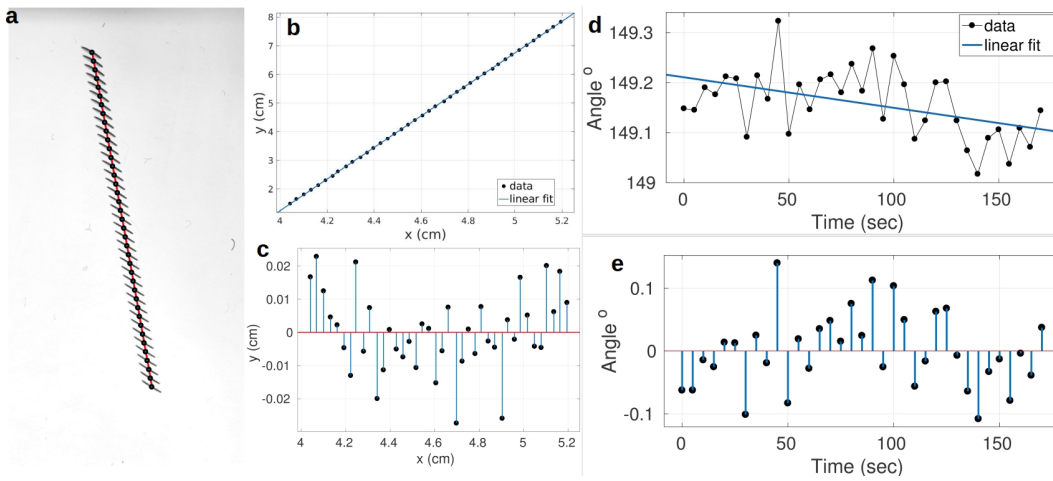 a
b
8
7
6
5
4
3
2
y (cm)
data
linear fit
4
4.2
4.4
4.6
4.8
5
5.2
x (cm)
c
0.02
0.01
0
-0.01
-0.02
y (cm)
4
4.2
4.4
4.6
4.8
5
5.2
x (cm)
d
149.3
149.2
149.1
149
Angle °
data
linear fit
0
50
100
150
Time (sec)
e
0.1
0
-0.1
Angle °
0
50
100
150
Time (sec)